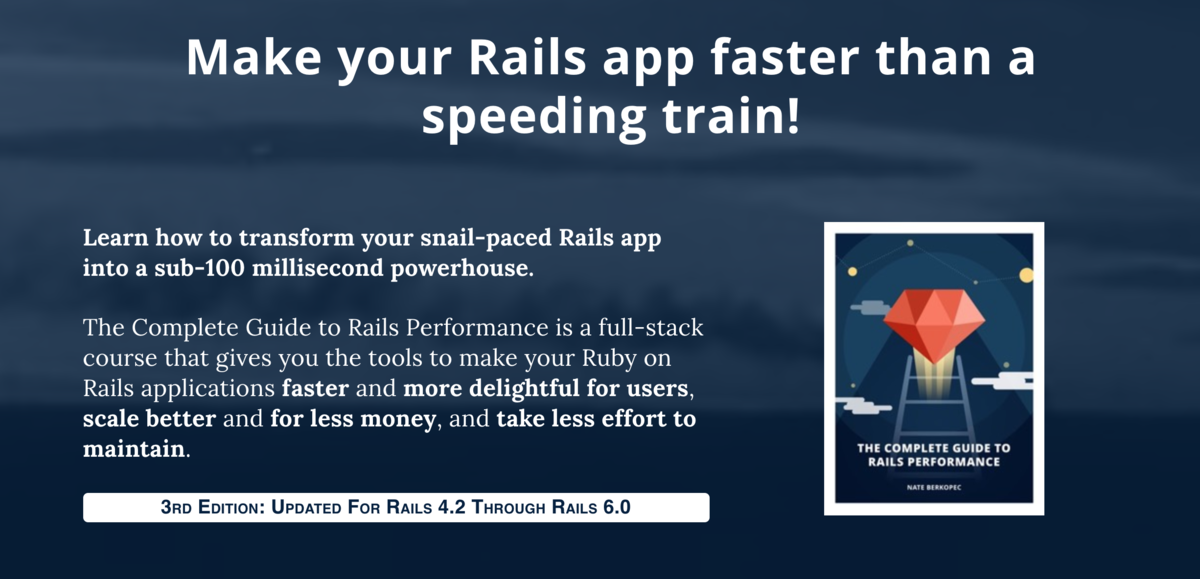 Make your Rails app faster than a
speeding train!
Learn how to transform your snail-paced Rails app
into a sub-100 millisecond powerhouse.
The Complete Guide to Rails Performance is a full-stack
course that gives you the tools to make your Ruby on
Rails applications faster and more delightful for users,
scale better and for less money, and take less effort to
maintain.
3rd Edition: Updated For Rails 4.2 Through Rails 6.0
THE COMPLETE GUIDE TO
RAILS PERFORMANCE
NATE BERKOPEC